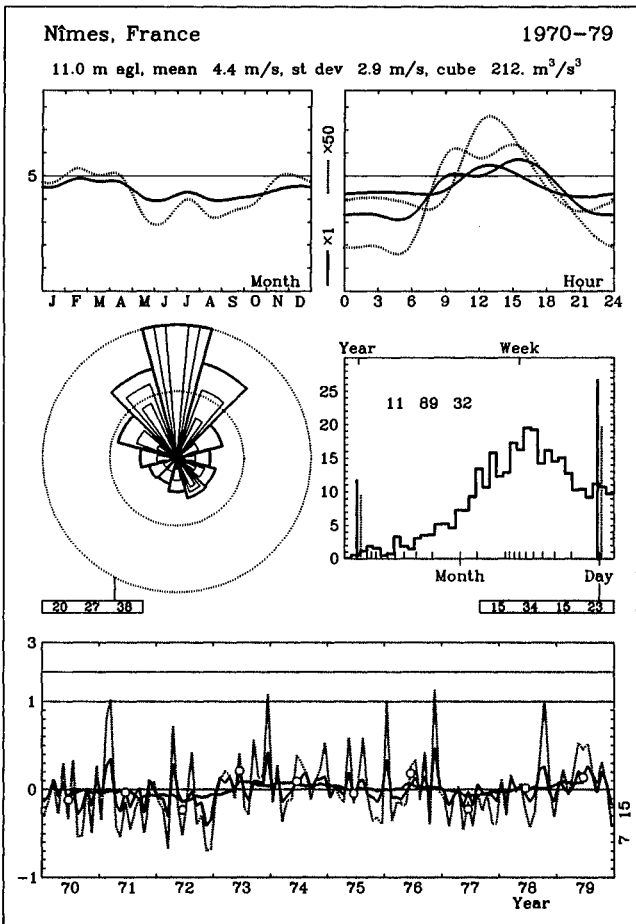 Nîmes, France 1970-79
11.0 m agl, mean 4.4 m/s, st dev 2.9 m/s, cube 212. m³/s³
5
×1 ×50
Month
Hour
J F M A M J J A S O N D
0 3 6 9 12 15 18 21 24
Year Week
25
20
15
10
5
0
11 89 32
Month Day
20 27 38
15 34 15 23
3
1
0
-1
7 15
70 71 72 73 74 75 76 77 78 79
Year